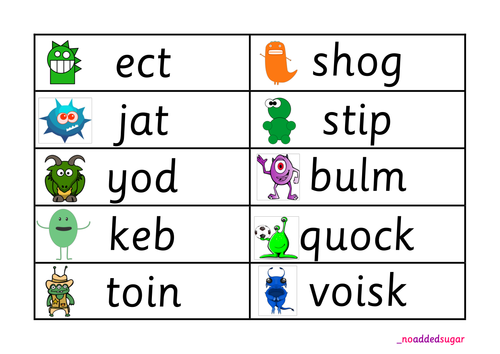 ect shog
jat stip
yod bulm
keb quock
toin voisk
_noaddedsugar